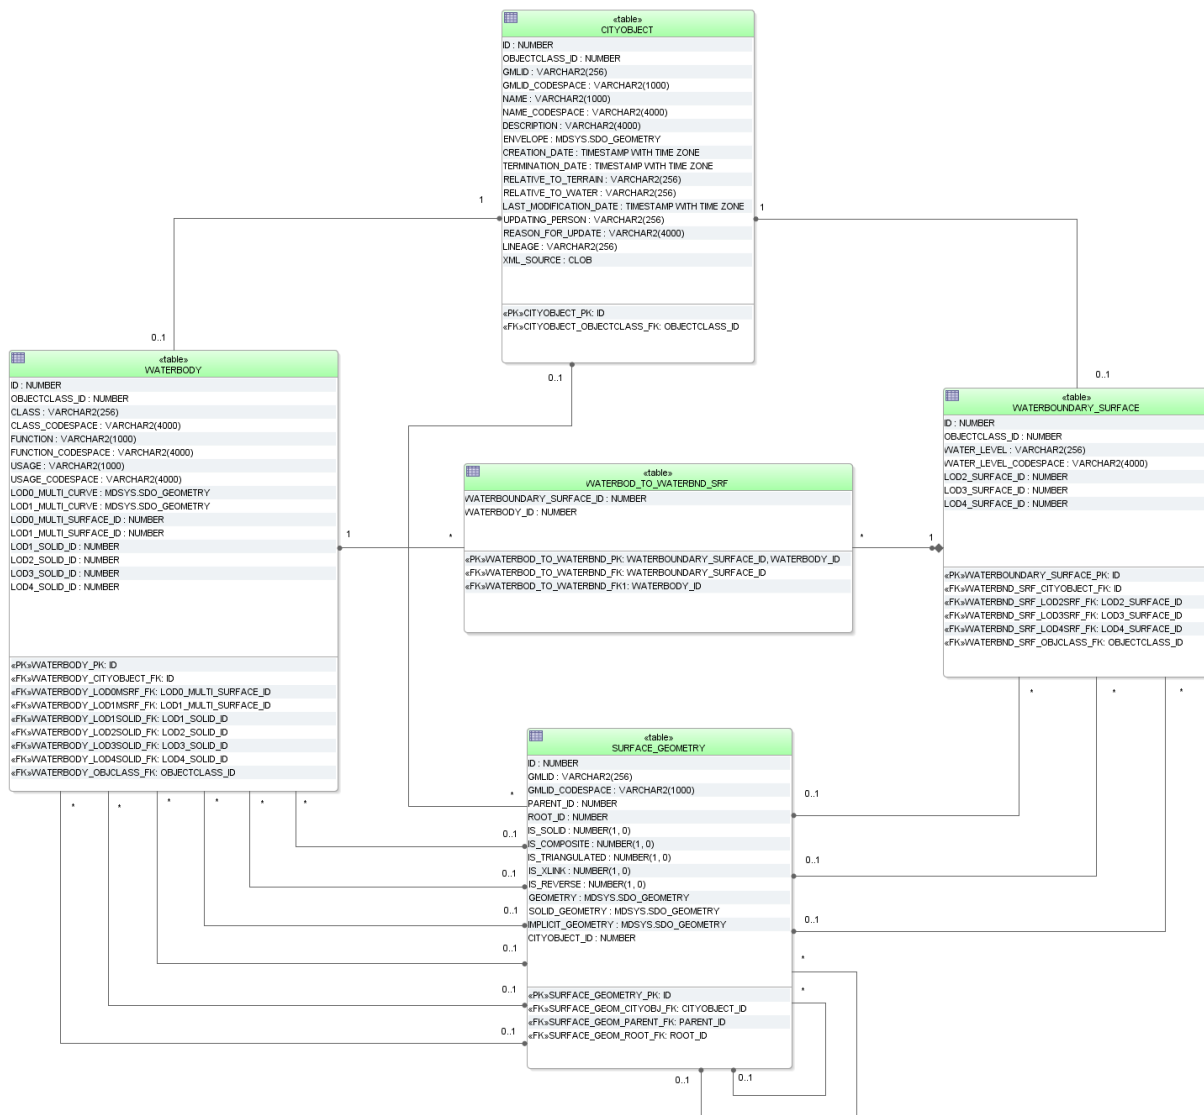 «table»
CITYOBJECT
ID : NUMBER
OBJECTCLASS_ID : NUMBER
GMLID : VARCHAR2(256)
GMLID_CODESPACE : VARCHAR2(1000)
NAME : VARCHAR2(1000)
NAME_CODESPACE : VARCHAR2(4000)
DESCRIPTION : VARCHAR2(4000)
ENVELOPE : MDSYS.SDO_GEOMETRY
CREATION_DATE : TIMESTAMP WITH TIME ZONE
TERMINATION_DATE : TIMESTAMP WITH TIME ZONE
RELATIVE_TO_TERRAIN : VARCHAR2(256)
RELATIVE_TO_WATER : VARCHAR2(256)
LAST_MODIFICATION_DATE : TIMESTAMP WITH TIME ZONE
UPDATING_PERSON : VARCHAR2(256)
REASON_FOR_UPDATE : VARCHAR2(4000)
LINEAGE : VARCHAR2(256)
XML_SOURCE : CLOB
«PK»CITYOBJECT_PK: ID
«FK»CITYOBJECT_OBJECTCLASS_FK: OBJECTCLASS_ID
1
1
0..1
0..1
0..1
«table»
WATERBODY
ID : NUMBER
OBJECTCLASS_ID : NUMBER
CLASS : VARCHAR2(256)
CLASS_CODESPACE : VARCHAR2(4000)
FUNCTION : VARCHAR2(1000)
FUNCTION_CODESPACE : VARCHAR2(4000)
USAGE : VARCHAR2(1000)
USAGE_CODESPACE : VARCHAR2(4000)
LOD0_MULTI_CURVE : MDSYS.SDO_GEOMETRY
LOD1_MULTI_CURVE : MDSYS.SDO_GEOMETRY
LOD0_MULTI_SURFACE_ID : NUMBER
LOD1_MULTI_SURFACE_ID : NUMBER
LOD1_SOLID_ID : NUMBER
LOD2_SOLID_ID : NUMBER
LOD3_SOLID_ID : NUMBER
LOD4_SOLID_ID : NUMBER
«PK»WATERBODY_PK: ID
«FK»WATERBODY_CITYOBJECT_FK: ID
«FK»WATERBODY_LOD0MSRF_FK: LOD0_MULTI_SURFACE_ID
«FK»WATERBODY_LOD1MSRF_FK: LOD1_MULTI_SURFACE_ID
«FK»WATERBODY_LOD1SOLID_FK: LOD1_SOLID_ID
«FK»WATERBODY_LOD2SOLID_FK: LOD2_SOLID_ID
«FK»WATERBODY_LOD3SOLID_FK: LOD3_SOLID_ID
«FK»WATERBODY_LOD4SOLID_FK: LOD4_SOLID_ID
«FK»WATERBODY_OBJCLASS_FK: OBJECTCLASS_ID
1
*
«table»
WATERBOD_TO_WATERBND_SRF
WATERBOUNDARY_SURFACE_ID : NUMBER
WATERBODY_ID : NUMBER
«PK»WATERBOD_TO_WATERBND_PK: WATERBOUNDARY_SURFACE_ID, WATERBODY_ID
«FK»WATERBOD_TO_WATERBND_FK: WATERBOUNDARY_SURFACE_ID
«FK»WATERBOD_TO_WATERBND_FK1: WATERBODY_ID
*
1
«table»
WATERBOUNDARY_SURFACE
ID : NUMBER
OBJECTCLASS_ID : NUMBER
WATER_LEVEL : VARCHAR2(256)
WATER_LEVEL_CODESPACE : VARCHAR2(4000)
LOD2_SURFACE_ID : NUMBER
LOD3_SURFACE_ID : NUMBER
LOD4_SURFACE_ID : NUMBER
«PK»WATERBOUNDARY_SURFACE_PK: ID
«FK»WATERBND_SRF_CITYOBJECT_FK: ID
«FK»WATERBND_SRF_LOD2SRF_FK: LOD2_SURFACE_ID
«FK»WATERBND_SRF_LOD3SRF_FK: LOD3_SURFACE_ID
«FK»WATERBND_SRF_LOD4SRF_FK: LOD4_SURFACE_ID
«FK»WATERBND_SRF_OBJCLASS_FK: OBJECTCLASS_ID
* * *
* * * * * *
*
0..1
0..1
0..1
0..1
0..1
0..1
«table»
SURFACE_GEOMETRY
ID : NUMBER
GMLID : VARCHAR2(256)
GMLID_CODESPACE : VARCHAR2(1000)
PARENT_ID : NUMBER
ROOT_ID : NUMBER
IS_SOLID : NUMBER(1, 0)
IS_COMPOSITE : NUMBER(1, 0)
IS_TRIANGULATED : NUMBER(1, 0)
IS_XLINK : NUMBER(1, 0)
IS_REVERSE : NUMBER(1, 0)
GEOMETRY : MDSYS.SDO_GEOMETRY
SOLID_GEOMETRY : MDSYS.SDO_GEOMETRY
IMPLICIT_GEOMETRY : MDSYS.SDO_GEOMETRY
CITYOBJECT_ID : NUMBER
«PK»SURFACE_GEOMETRY_PK: ID
«FK»SURFACE_GEOM_CITYOBJ_FK: CITYOBJECT_ID
«FK»SURFACE_GEOM_PARENT_FK: PARENT_ID
«FK»SURFACE_GEOM_ROOT_FK: ROOT_ID
0..1
0..1
0..1
*
*
0..1 0..1